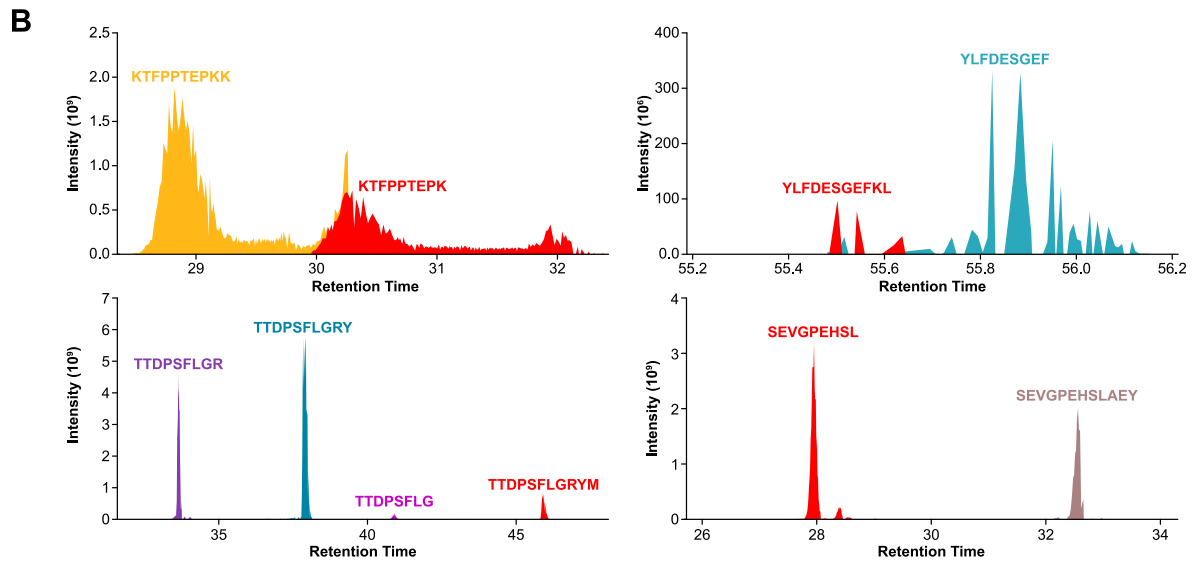 B
2.5
2.0
1.5
1.0
0.5
0.0
Intensity (10⁹)
KTFPPTEPKK
KTFPPTEPK
29 30 31 32
Retention Time
400
300
200
100
0.0
Intensity (10⁶)
YLFDESGEF
YLFDESGEFKL
55.2 55.4 55.6 55.8 56.0 56.2
Retention Time
7
6
5
4
3
2
1
0
Intensity (10⁹)
TTDPSFLGRY
TTDPSFLGR
TTDPSFLG
TTDPSFLGRYM
35 40 45
Retention Time
4
3
2
1
0
Intensity (10⁹)
SEVGPEHSL
SEVGPEHSLAEY
26 28 30 32 34
Retention Time